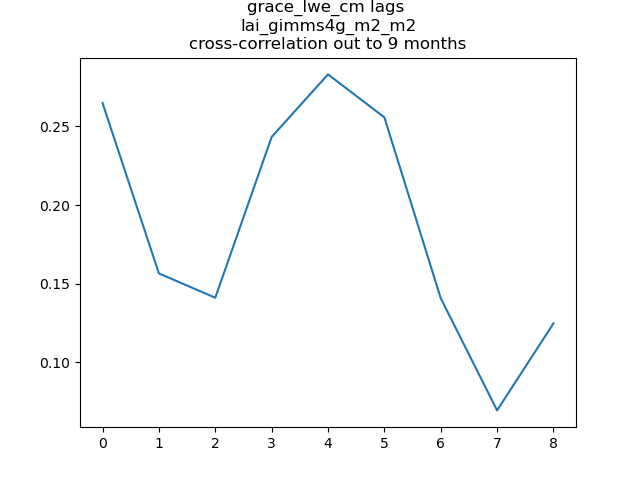 grace_lwe_cm lags
lai_gimms4g_m2_m2
cross-correlation out to 9 months
0.25
0.20
0.15
0.10
0 1 2 3 4 5 6 7 8